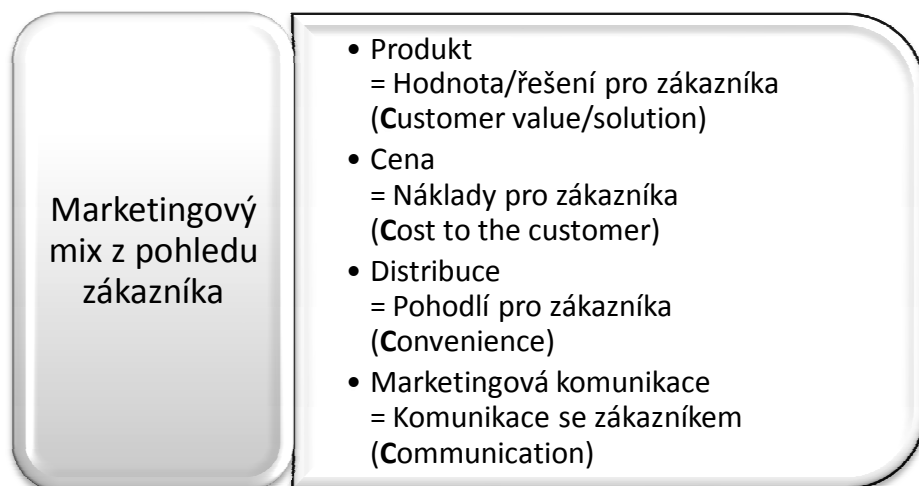 Marketingový
mix z pohledu
zákazníka
• Produkt
= Hodnota/řešení pro zákazníka
(Customer value/solution)
• Cena
= Náklady pro zákazníka
(Cost to the customer)
• Distribuce
= Pohodlí pro zákazníka
(Convenience)
• Marketingová komunikace
= Komunikace se zákazníkem
(Communication)